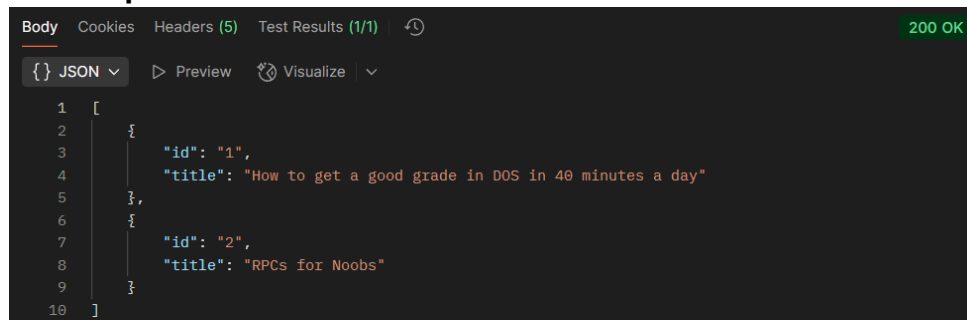 Body Cookies Headers (5) Test Results (1/1) 200 OK
{} JSON Preview Visualize
1 [
2 {
3 "id": "1",
4 "title": "How to get a good grade in DOS in 40 minutes a day"
5 },
6 {
7 "id": "2",
8 "title": "RPCs for Noobs"
9 }
10 ]